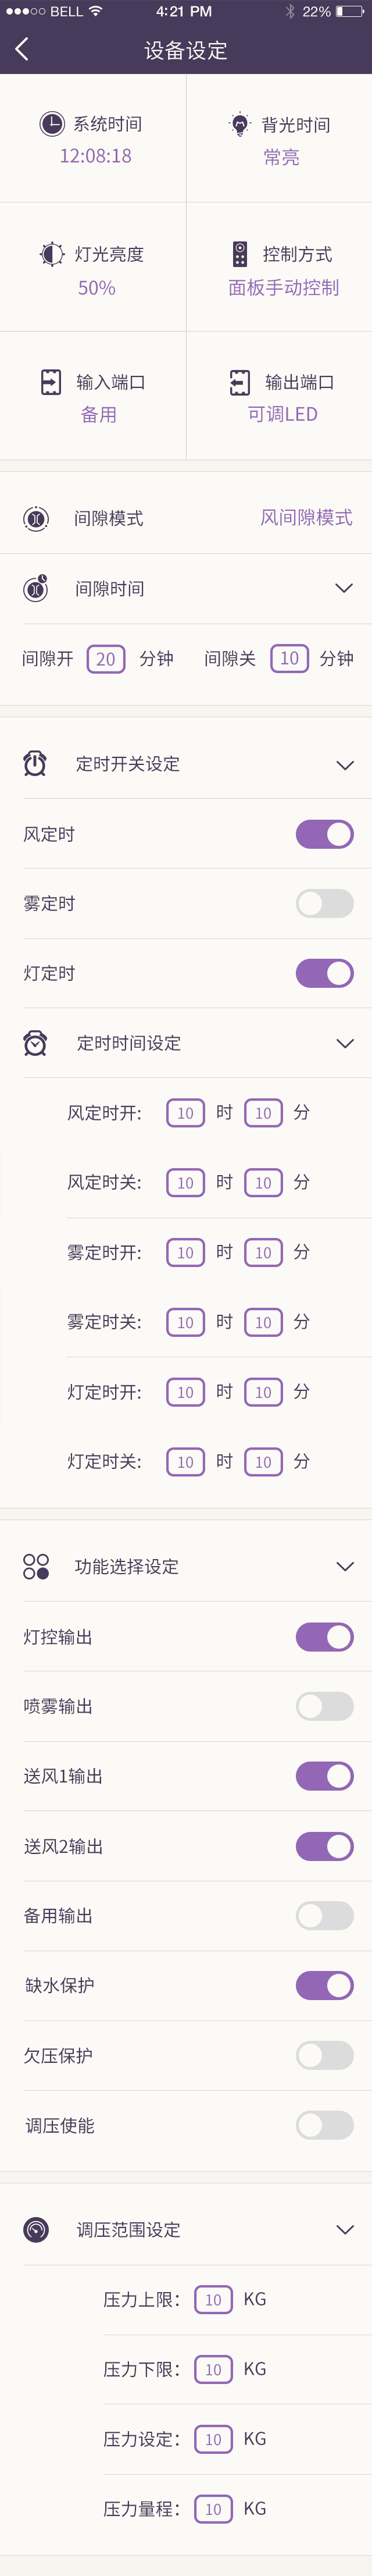 BELL 4:21 PM 22%
设备设定
系统时间 背光时间
12:08:18 常亮
灯光亮度 控制方式
50% 面板手动控制
输入端口 输出端口
备用 可调LED
间隙模式 风间隙模式
间隙时间
间隙开 20 分钟 间隙关 10 分钟
定时开关设定
风定时
雾定时
灯定时
定时时间设定
风定时开: 10 时 10 分
风定时关: 10 时 10 分
雾定时开: 10 时 10 分
雾定时关: 10 时 10 分
灯定时开: 10 时 10 分
灯定时关: 10 时 10 分
功能选择设定
灯控输出
喷雾输出
送风1输出
送风2输出
备用输出
缺水保护
欠压保护
调压使能
调压范围设定
压力上限： 10 KG
压力下限： 10 KG
压力设定： 10 KG
压力量程： 10 KG